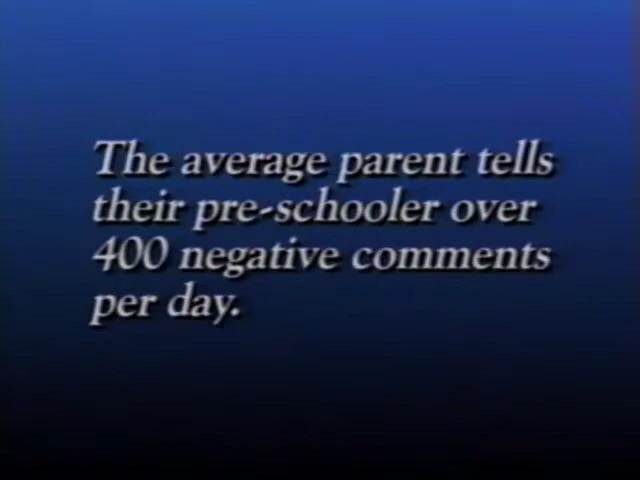 The average parent tells
their pre-schooler over
400 negative comments
per day.